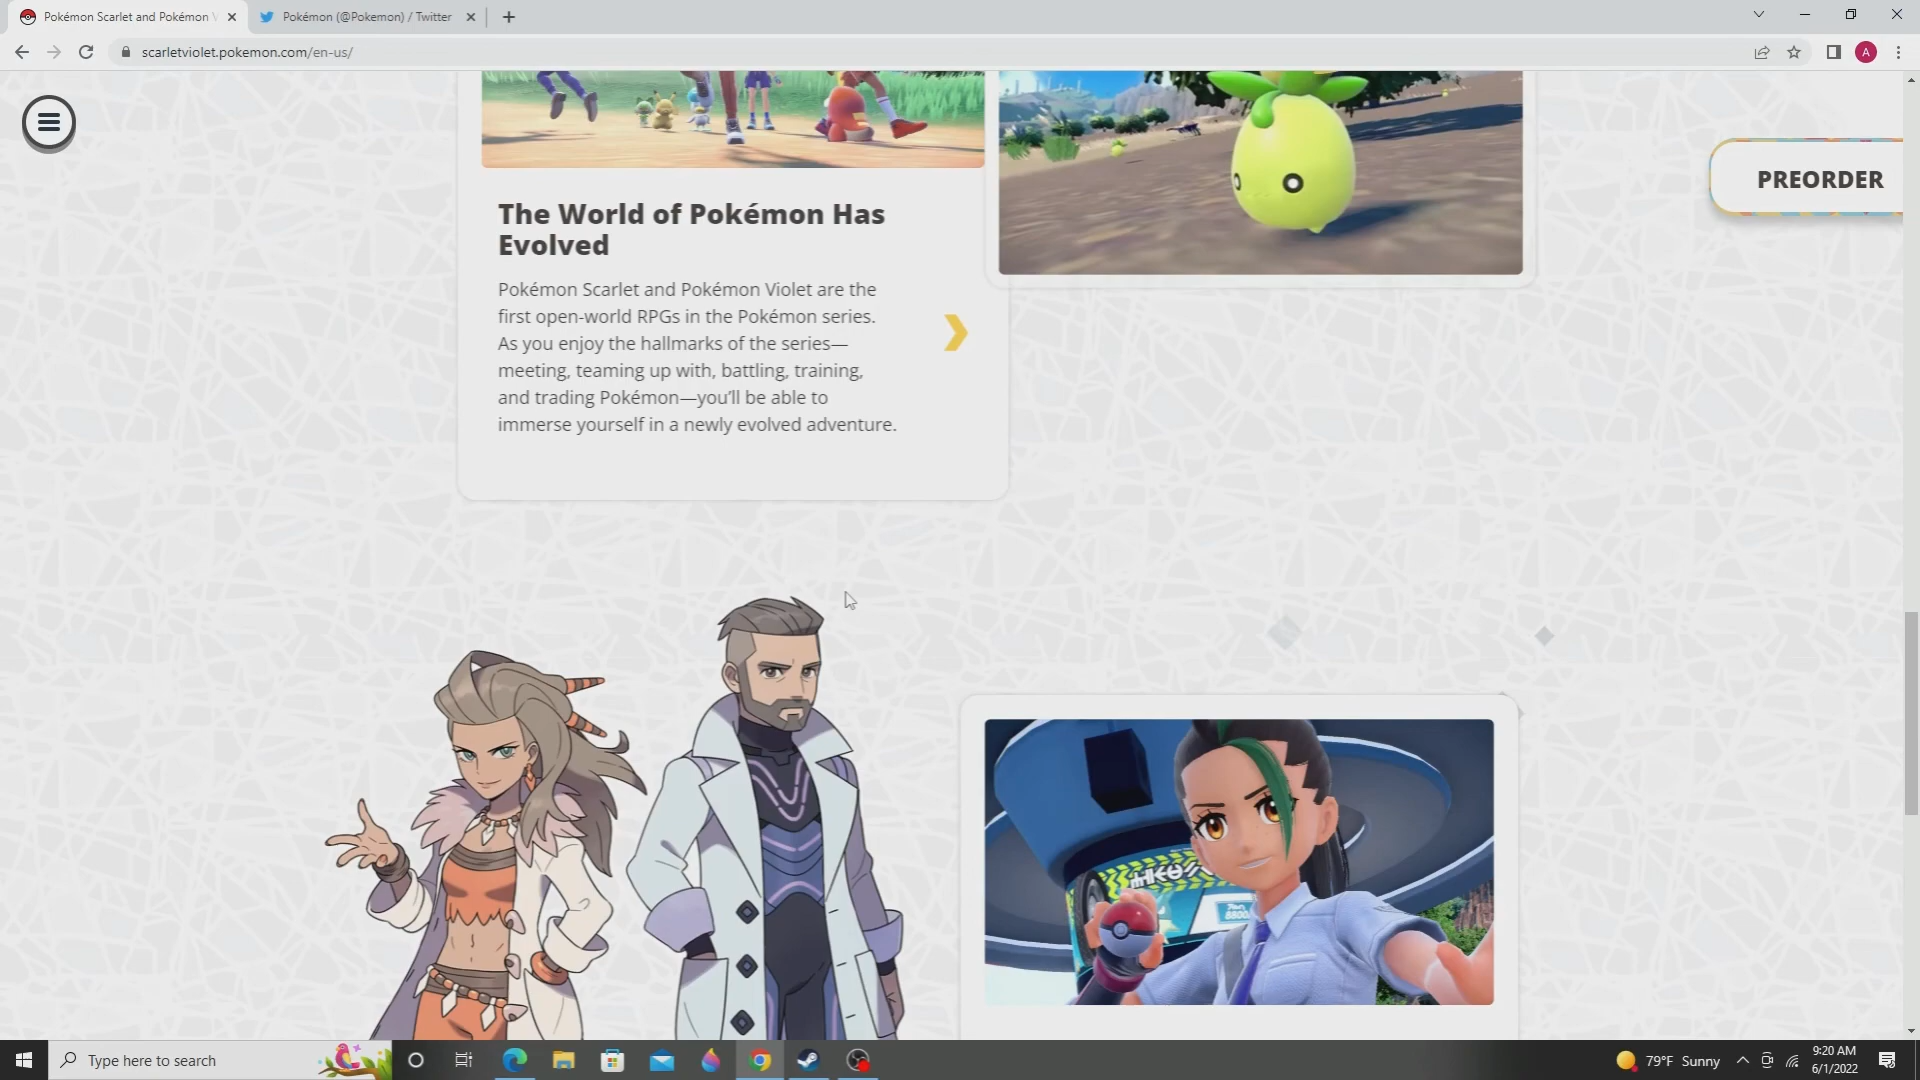 Pokémon Scarlet and Pokémon V
Pokémon (@Pokemon) / Twitter
scarletviolet.pokemon.com/en-us/
A
PREORDER
The World of Pokémon Has
Evolved
Pokémon Scarlet and Pokémon Violet are the
first open-world RPGs in the Pokémon series.
As you enjoy the hallmarks of the series—
meeting, teaming up with, battling, training,
and trading Pokémon—you'll be able to
immerse yourself in a newly evolved adventure.
Type here to search
79°F Sunny
9:20 AM
6/1/2022